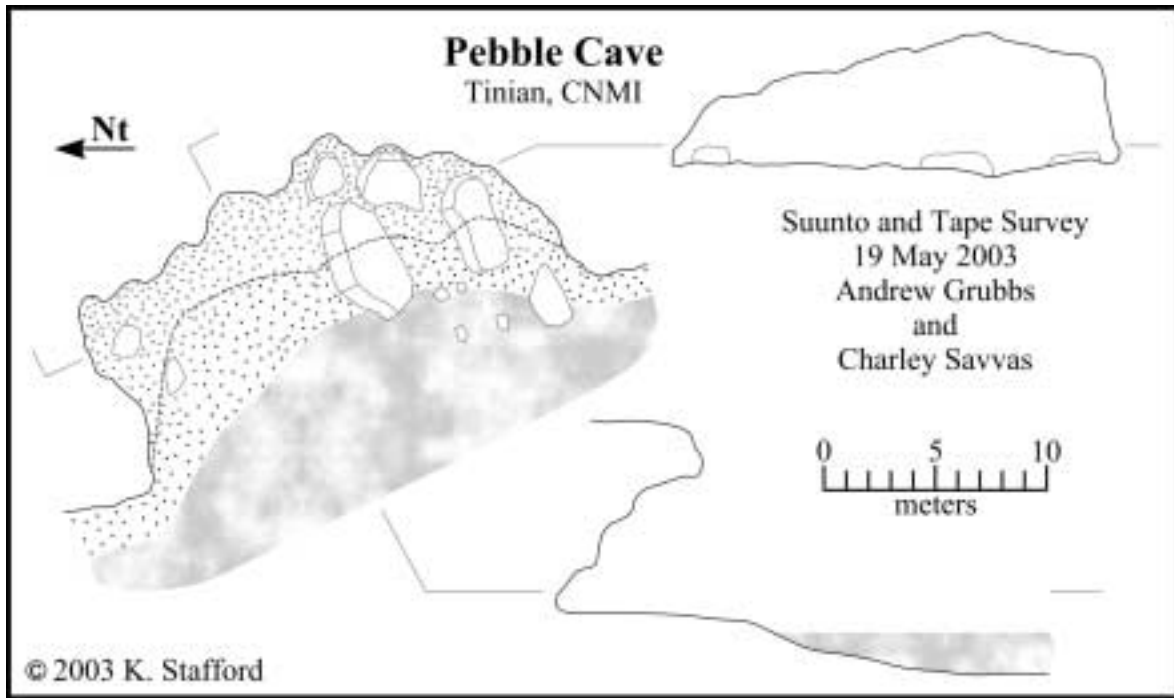 Pebble Cave
Tinian, CNMI
Nt
Suunto and Tape Survey
19 May 2003
Andrew Grubbs
and
Charley Savvas
0 5 10
meters
© 2003 K. Stafford